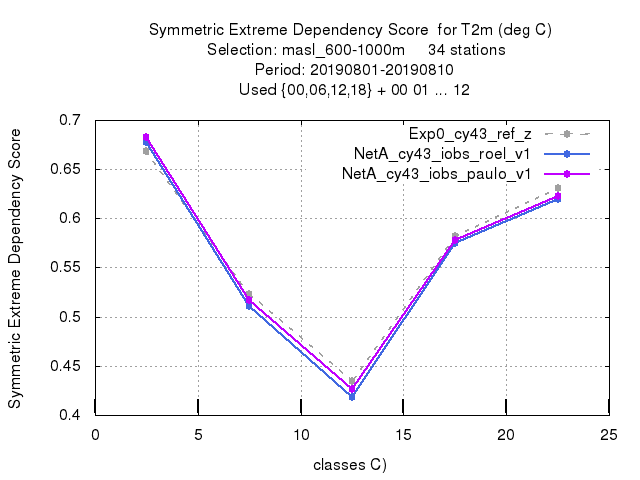 Symmetric Extreme Dependency Score  for T2m (deg C)
Selection: masl_600-1000m     34 stations
Period: 20190801-20190810
Used {00,06,12,18} + 00 01 ... 12
Symmetric Extreme Dependency Score
0.7
0.65
0.6
0.55
0.5
0.45
0.4
Exp0_cy43_ref_z
NetA_cy43_iobs_roel_v1
NetA_cy43_iobs_paulo_v1
0 5 10 15 20 25
classes C)